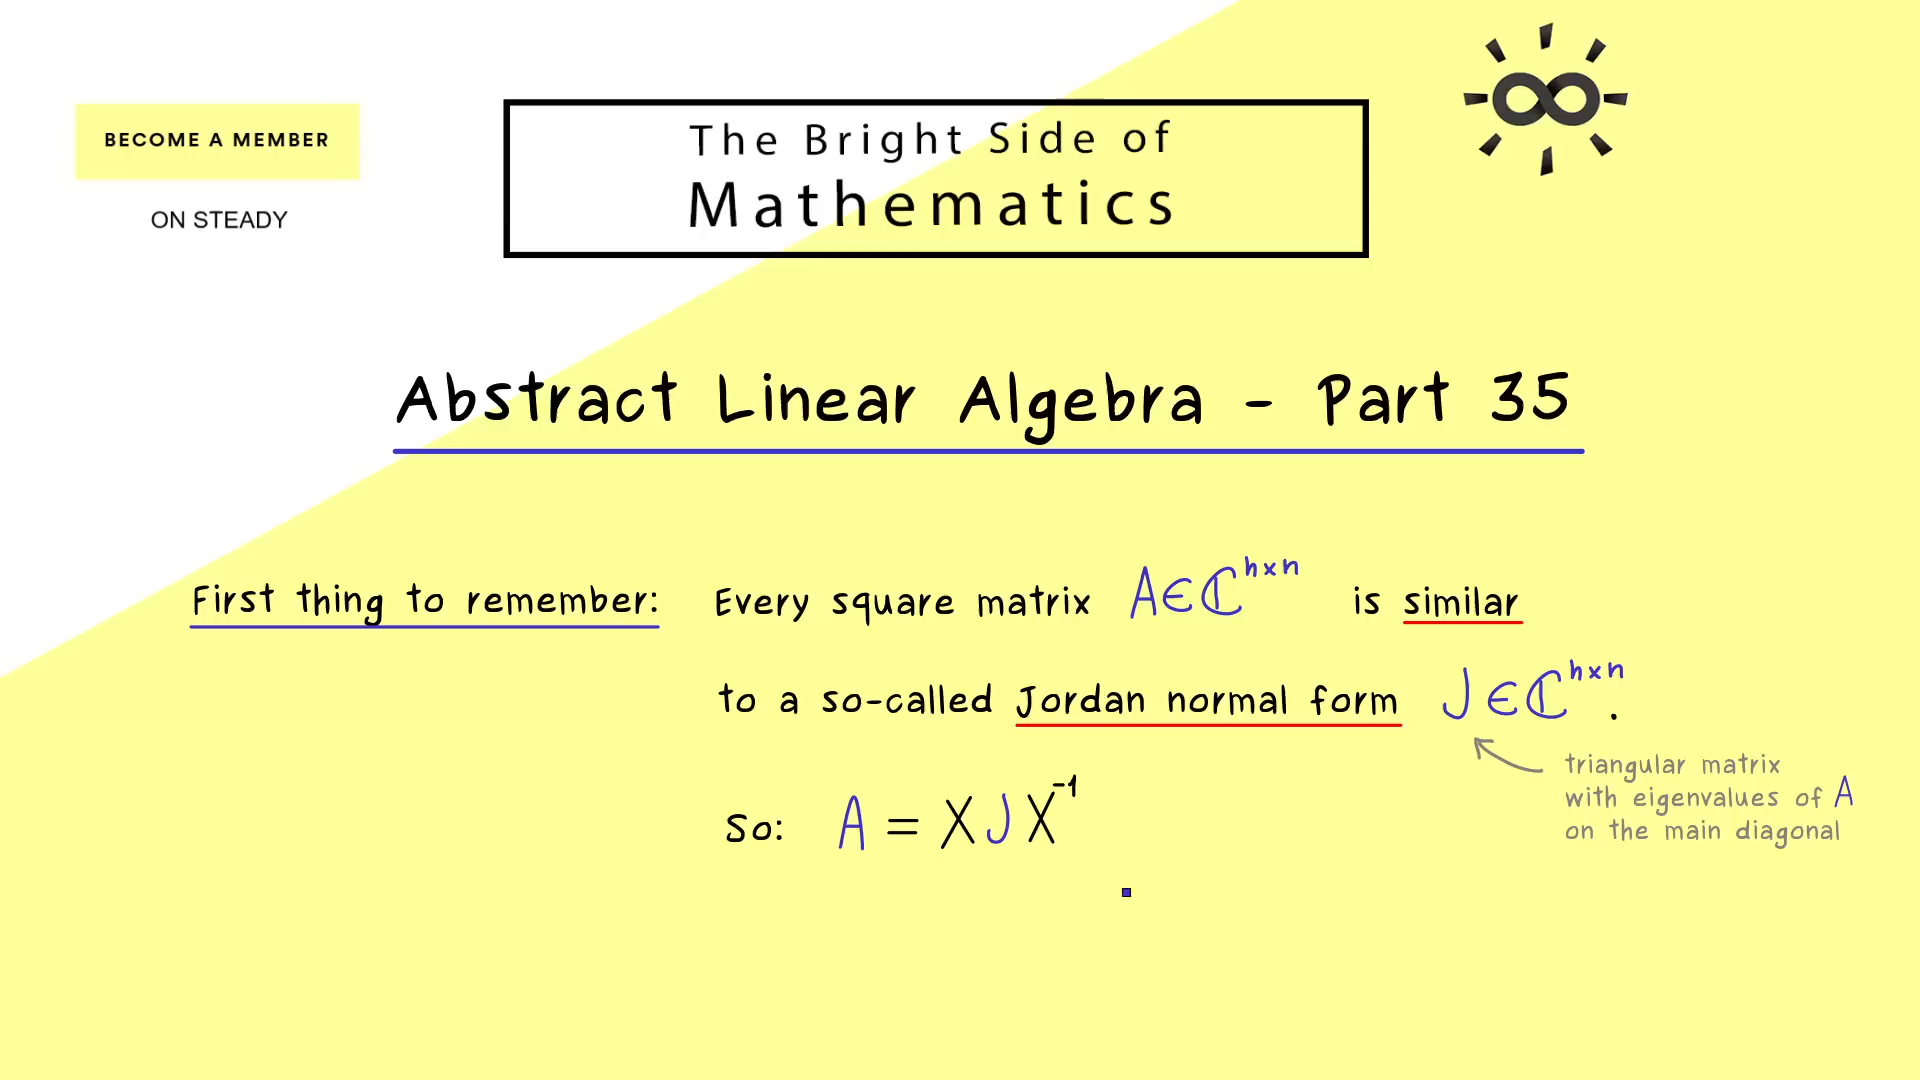 BECOME A MEMBER
ON STEADY
The Bright Side of
Mathematics
Abstract Linear Algebra - Part 35
First thing to remember: Every square matrix A∈ℂⁿˣⁿ is similar
to a so-called Jordan normal form J∈ℂⁿˣⁿ.
triangular matrix
with eigenvalues of A
on the main diagonal
So: A = XJX⁻¹